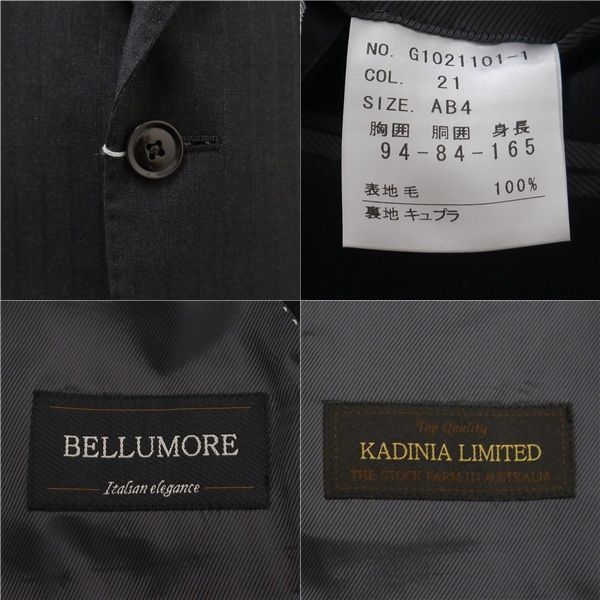 NO. G1021101-1
COL. 21
SIZE. AB4
胸囲 胴囲 身長
94-84-165
表地 毛 100%
裏地 キュプラ
BELLUMORE
Italian elegance
Top Quality
KADINIA LIMITED
THE STOCK FARM IN AUSTRALIA